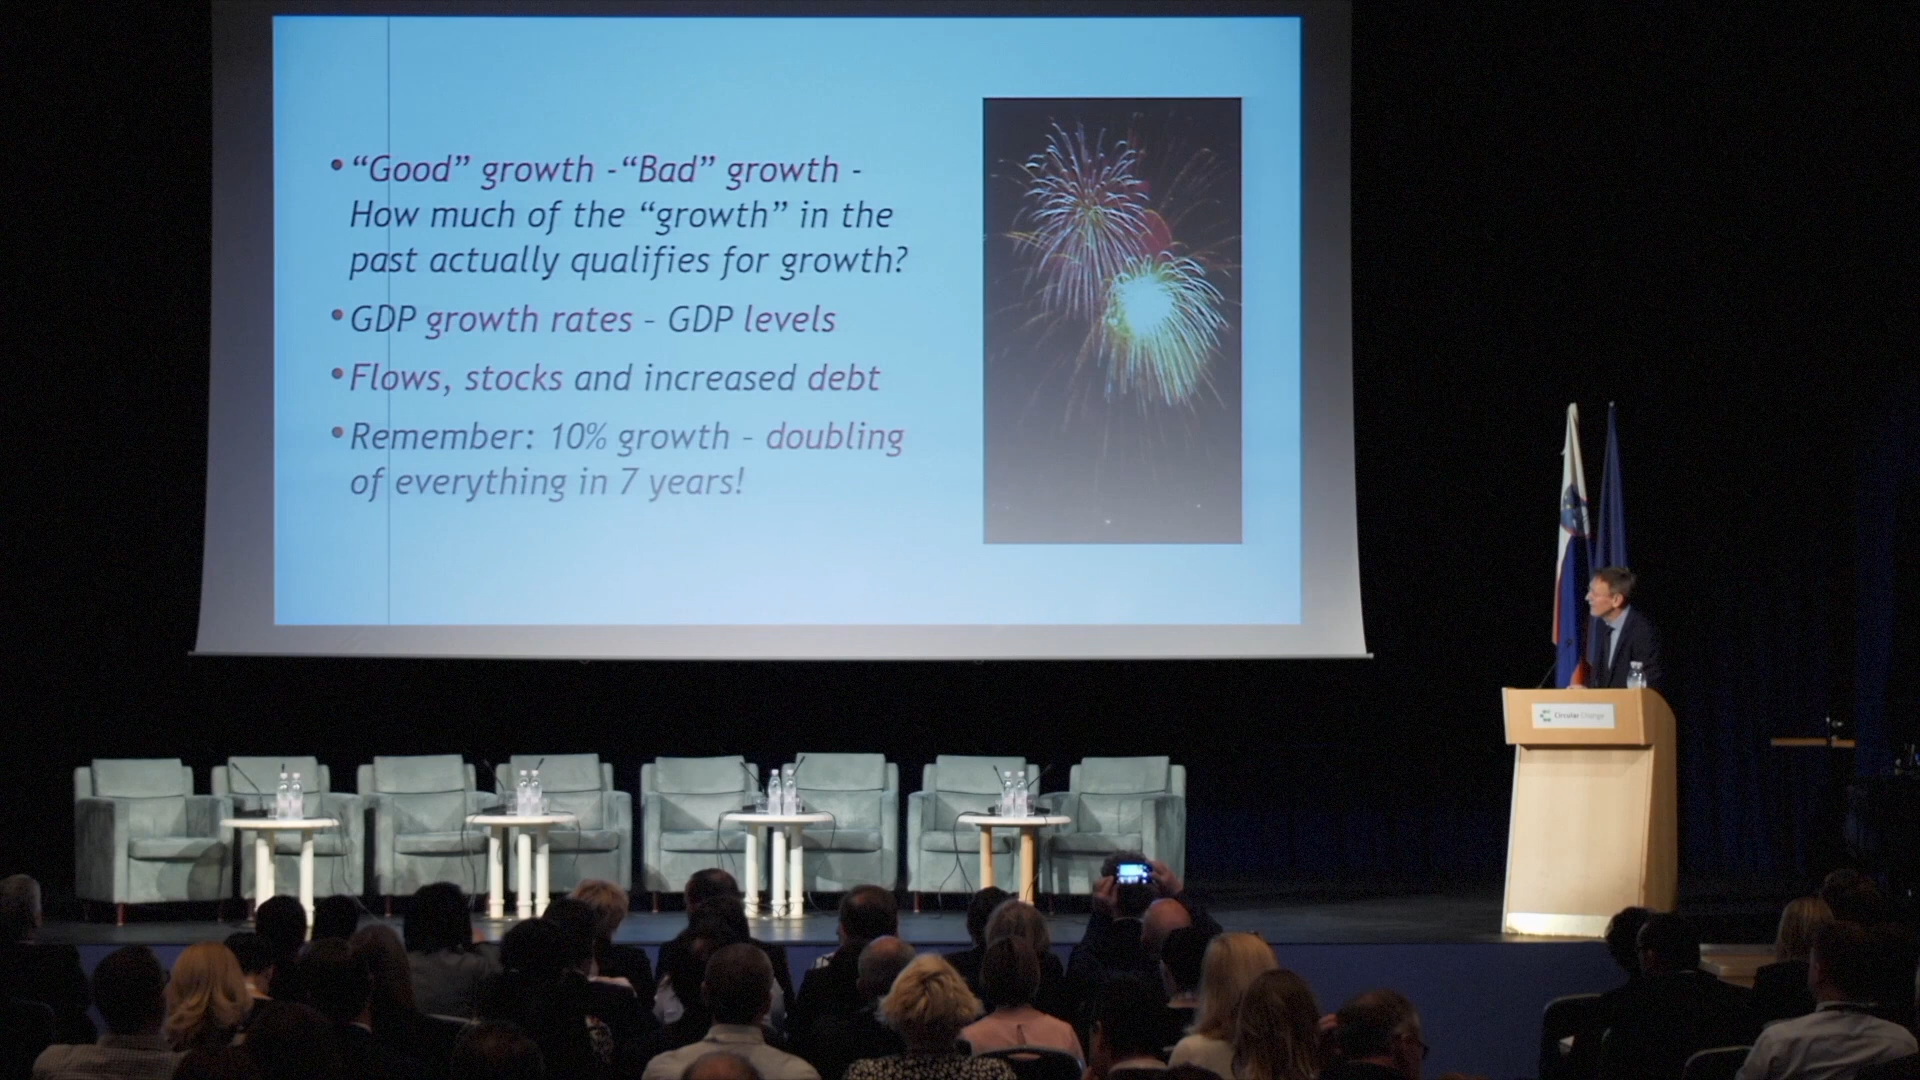 • “Good” growth -“Bad” growth -
How much of the “growth” in the
past actually qualifies for growth?
• GDP growth rates – GDP levels
• Flows, stocks and increased debt
• Remember: 10% growth – doubling
of everything in 7 years!
Circular Change